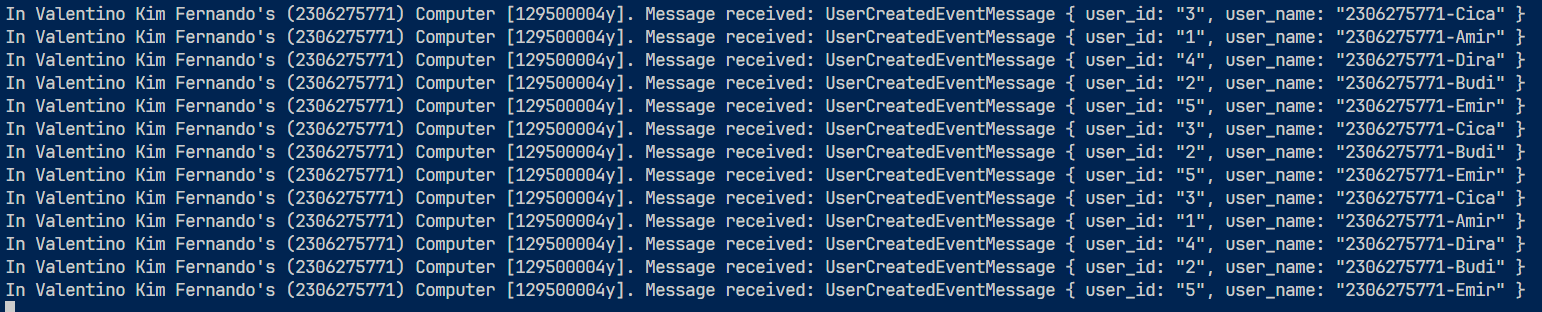 In Valentino Kim Fernando's (2306275771) Computer [129500004y]. Message received: UserCreatedEventMessage { user_id: "3", user_name: "2306275771-Cica" }
In Valentino Kim Fernando's (2306275771) Computer [129500004y]. Message received: UserCreatedEventMessage { user_id: "1", user_name: "2306275771-Amir" }
In Valentino Kim Fernando's (2306275771) Computer [129500004y]. Message received: UserCreatedEventMessage { user_id: "4", user_name: "2306275771-Dira" }
In Valentino Kim Fernando's (2306275771) Computer [129500004y]. Message received: UserCreatedEventMessage { user_id: "2", user_name: "2306275771-Budi" }
In Valentino Kim Fernando's (2306275771) Computer [129500004y]. Message received: UserCreatedEventMessage { user_id: "5", user_name: "2306275771-Emir" }
In Valentino Kim Fernando's (2306275771) Computer [129500004y]. Message received: UserCreatedEventMessage { user_id: "3", user_name: "2306275771-Cica" }
In Valentino Kim Fernando's (2306275771) Computer [129500004y]. Message received: UserCreatedEventMessage { user_id: "2", user_name: "2306275771-Budi" }
In Valentino Kim Fernando's (2306275771) Computer [129500004y]. Message received: UserCreatedEventMessage { user_id: "5", user_name: "2306275771-Emir" }
In Valentino Kim Fernando's (2306275771) Computer [129500004y]. Message received: UserCreatedEventMessage { user_id: "3", user_name: "2306275771-Cica" }
In Valentino Kim Fernando's (2306275771) Computer [129500004y]. Message received: UserCreatedEventMessage { user_id: "1", user_name: "2306275771-Amir" }
In Valentino Kim Fernando's (2306275771) Computer [129500004y]. Message received: UserCreatedEventMessage { user_id: "4", user_name: "2306275771-Dira" }
In Valentino Kim Fernando's (2306275771) Computer [129500004y]. Message received: UserCreatedEventMessage { user_id: "2", user_name: "2306275771-Budi" }
In Valentino Kim Fernando's (2306275771) Computer [129500004y]. Message received: UserCreatedEventMessage { user_id: "5", user_name: "2306275771-Emir" }